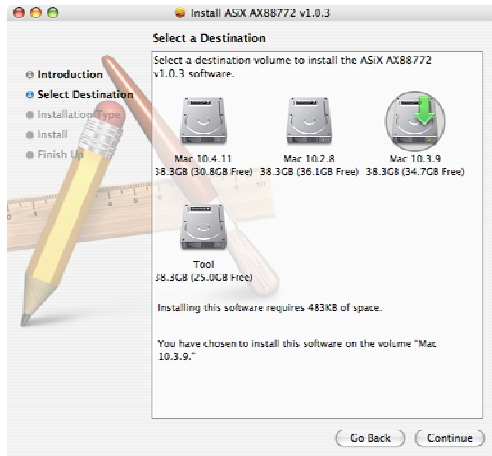 Install ASiX AX88772 v1.0.3
Select a Destination
Introduction
Select Destination
Installation Type
Install
Finish Up
Select a destination volume to install the ASiX AX88772
v1.0.3 software.
Mac 10.4.11
38.3GB (30.8GB Free)
Mac 10.2.8
38.3GB (36.1GB Free)
Mac 10.3.9
38.3GB (34.7GB Free)
Tool
38.3GB (25.0GB Free)
Installing this software requires 483KB of space.
You have chosen to install this software on the volume "Mac
10.3.9."
Go Back
Continue